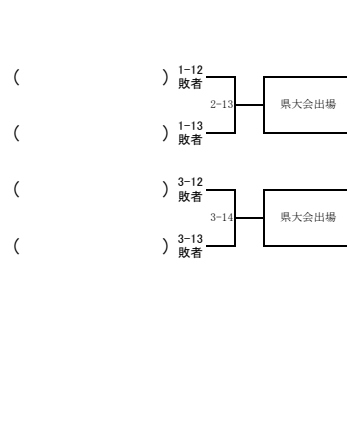 ( ) 1-12
敗者
2-13 県大会出場
( ) 1-13
敗者
( ) 3-12
敗者
3-14 県大会出場
( ) 3-13
敗者